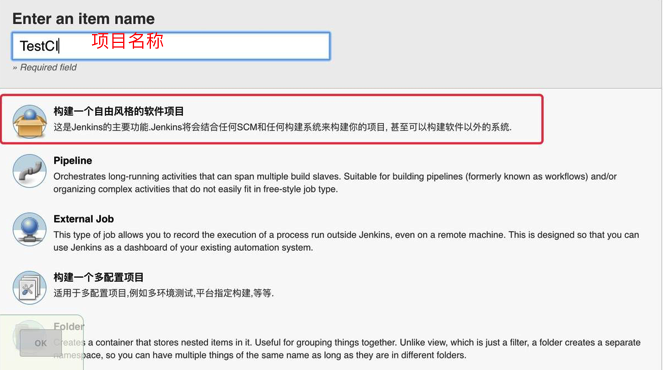 Enter an item name
TestCI 项目名称
» Required field
构建一个自由风格的软件项目
这是Jenkins的主要功能.Jenkins将会结合任何SCM和任何构建系统来构建你的项目, 甚至可以构建软件以外的系统.
Pipeline
Orchestrates long-running activities that can span multiple build slaves. Suitable for building pipelines (formerly known as workflows) and/or
organizing complex activities that do not easily fit in free-style job type.
External Job
This type of job allows you to record the execution of a process run outside Jenkins, even on a remote machine. This is designed so that you can
use Jenkins as a dashboard of your existing automation system.
构建一个多配置项目
适用于多配置项目,例如多环境测试,平台指定构建,等等.
Folder
Creates a container that stores nested items in it. Useful for grouping things together. Unlike view, which is just a filter, a folder creates a separate
namespace, so you can have multiple things of the same name as long as they are in different folders.
OK